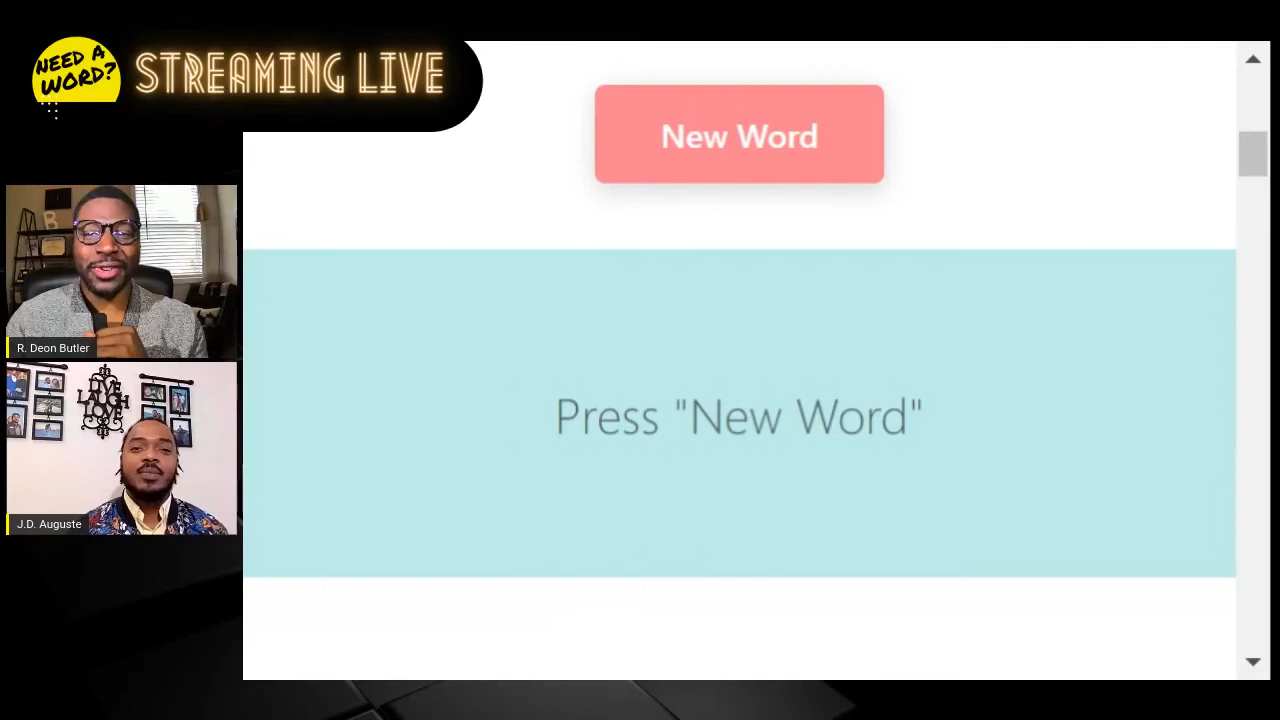 NEED A
WORD?
STREAMING LIVE
New Word
Press "New Word"
R. Deon Butler
LIVE
LAUGH
LOVE
J.D. Auguste